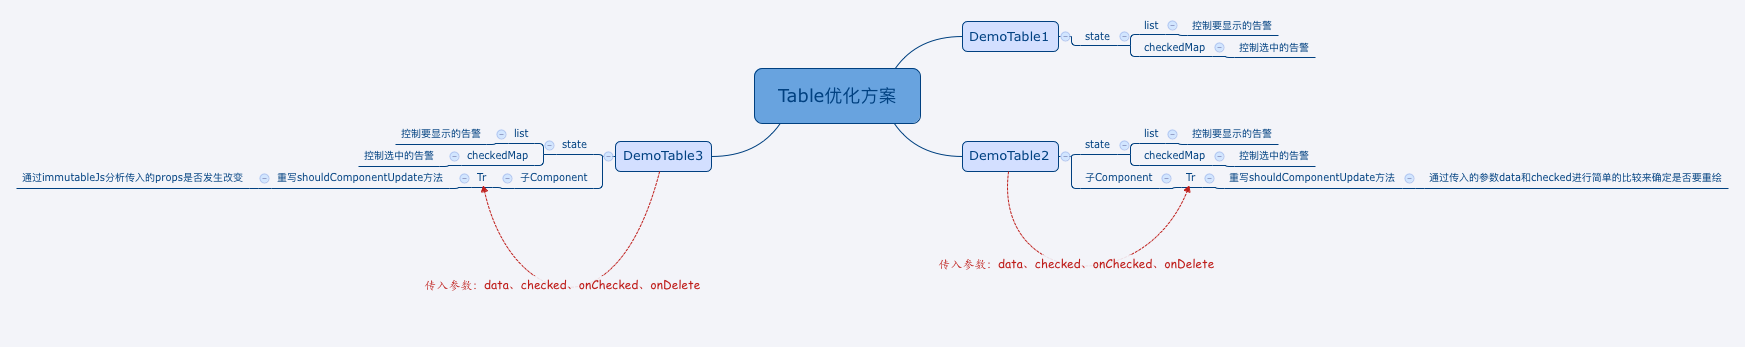 Table优化方案
DemoTable1
state
list
控制要显示的告警
checkedMap
控制选中的告警
DemoTable2
state
list
控制要显示的告警
checkedMap
控制选中的告警
子Component
Tr
重写shouldComponentUpdate方法
通过传入的参数data和checked进行简单的比较来确定是否要重绘
传入参数：data、checked、onChecked、onDelete
DemoTable3
state
list
控制要显示的告警
checkedMap
控制选中的告警
子Component
Tr
重写shouldComponentUpdate方法
通过immutableJs分析传入的props是否发生改变
传入参数：data、checked、onChecked、onDelete